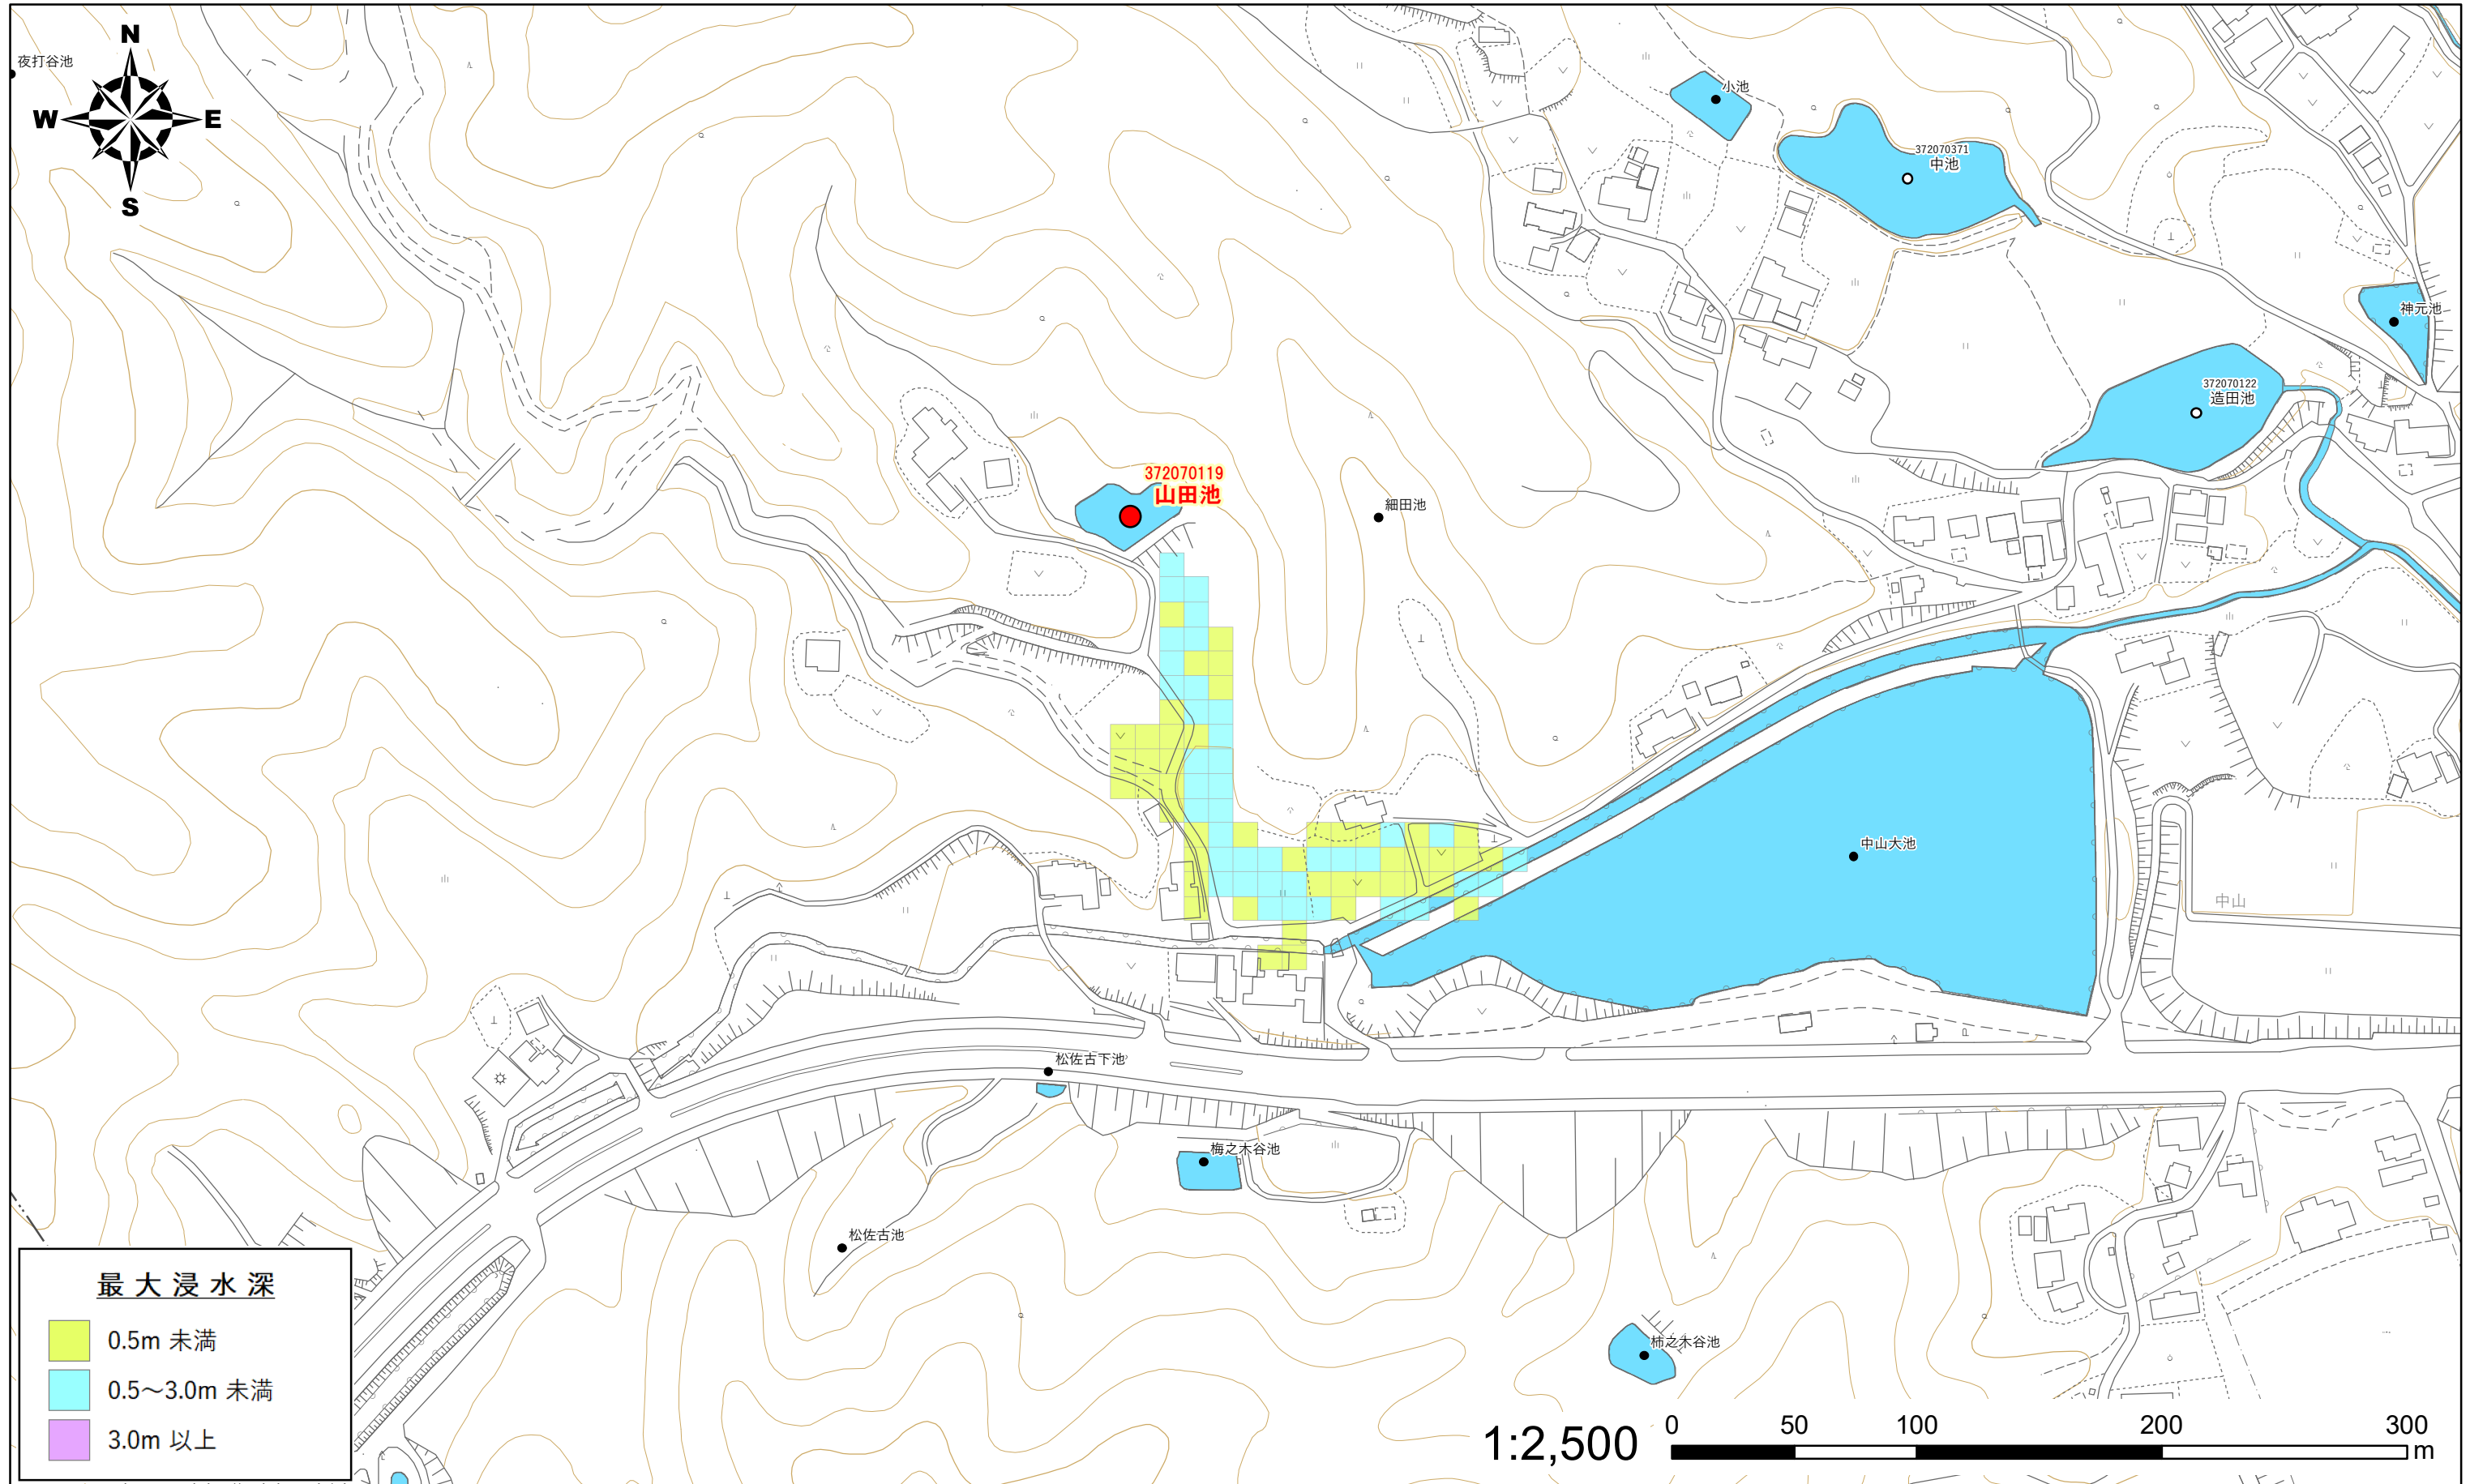 N
夜打谷池
W
E
S
小池
372070371
中池
神元池
372070122
造田池
372070119
山田池
細田池
中山大池
中山
松佐古下池
梅之木谷池
松佐古池
柿之木谷池
最大浸水深
0.5m 未満
0.5～3.0m 未満
3.0m 以上
1:2,500
0 50 100 200 300
m